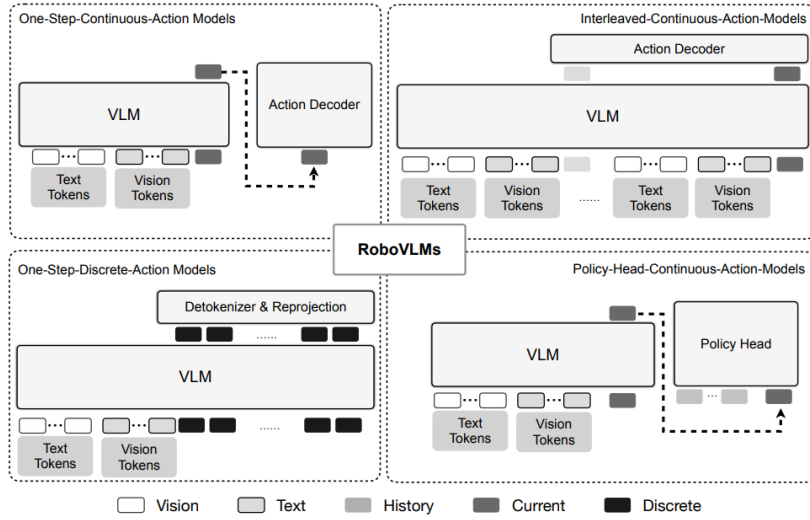 One-Step-Continuous-Action Models
VLM
Action Decoder
Text
Tokens
Vision
Tokens
Interleaved-Continuous-Action-Models
Action Decoder
VLM
Text
Tokens
Vision
Tokens
......
Text
Tokens
Vision
Tokens
RoboVLMs
One-Step-Discrete-Action Models
Detokenizer & Reprojection
......
VLM
......
Text
Tokens
Vision
Tokens
Policy-Head-Continuous-Action-Models
VLM
Policy Head
Text
Tokens
Vision
Tokens
Vision Text History Current Discrete